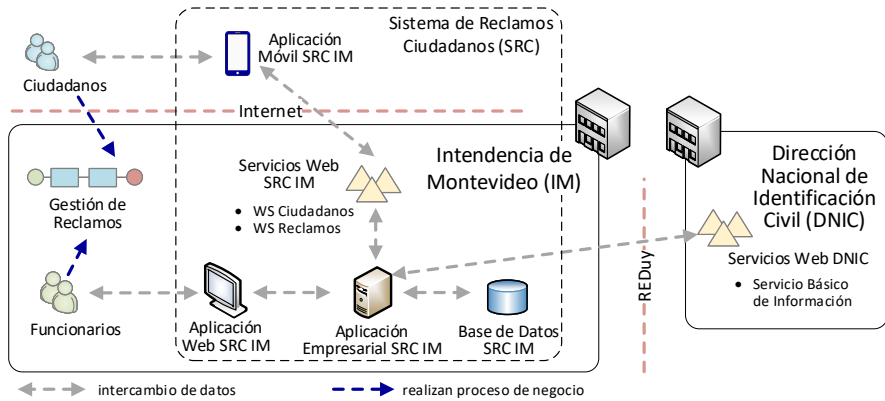 Sistema de Reclamos
Ciudadanos (SRC)
Aplicación
Móvil SRC IM
Ciudadanos
Internet
Servicios Web
SRC IM
• WS Ciudadanos
• WS Reclamos
Intendencia de
Montevideo (IM)
Gestión de
Reclamos
Funcionarios
Aplicación
Web SRC IM
Aplicación
Empresarial SRC IM
Base de Datos
SRC IM
REDuy
Dirección
Nacional de
Identificación
Civil (DNIC)
Servicios Web DNIC
• Servicio Básico
de Información
intercambio de datos
realizan proceso de negocio